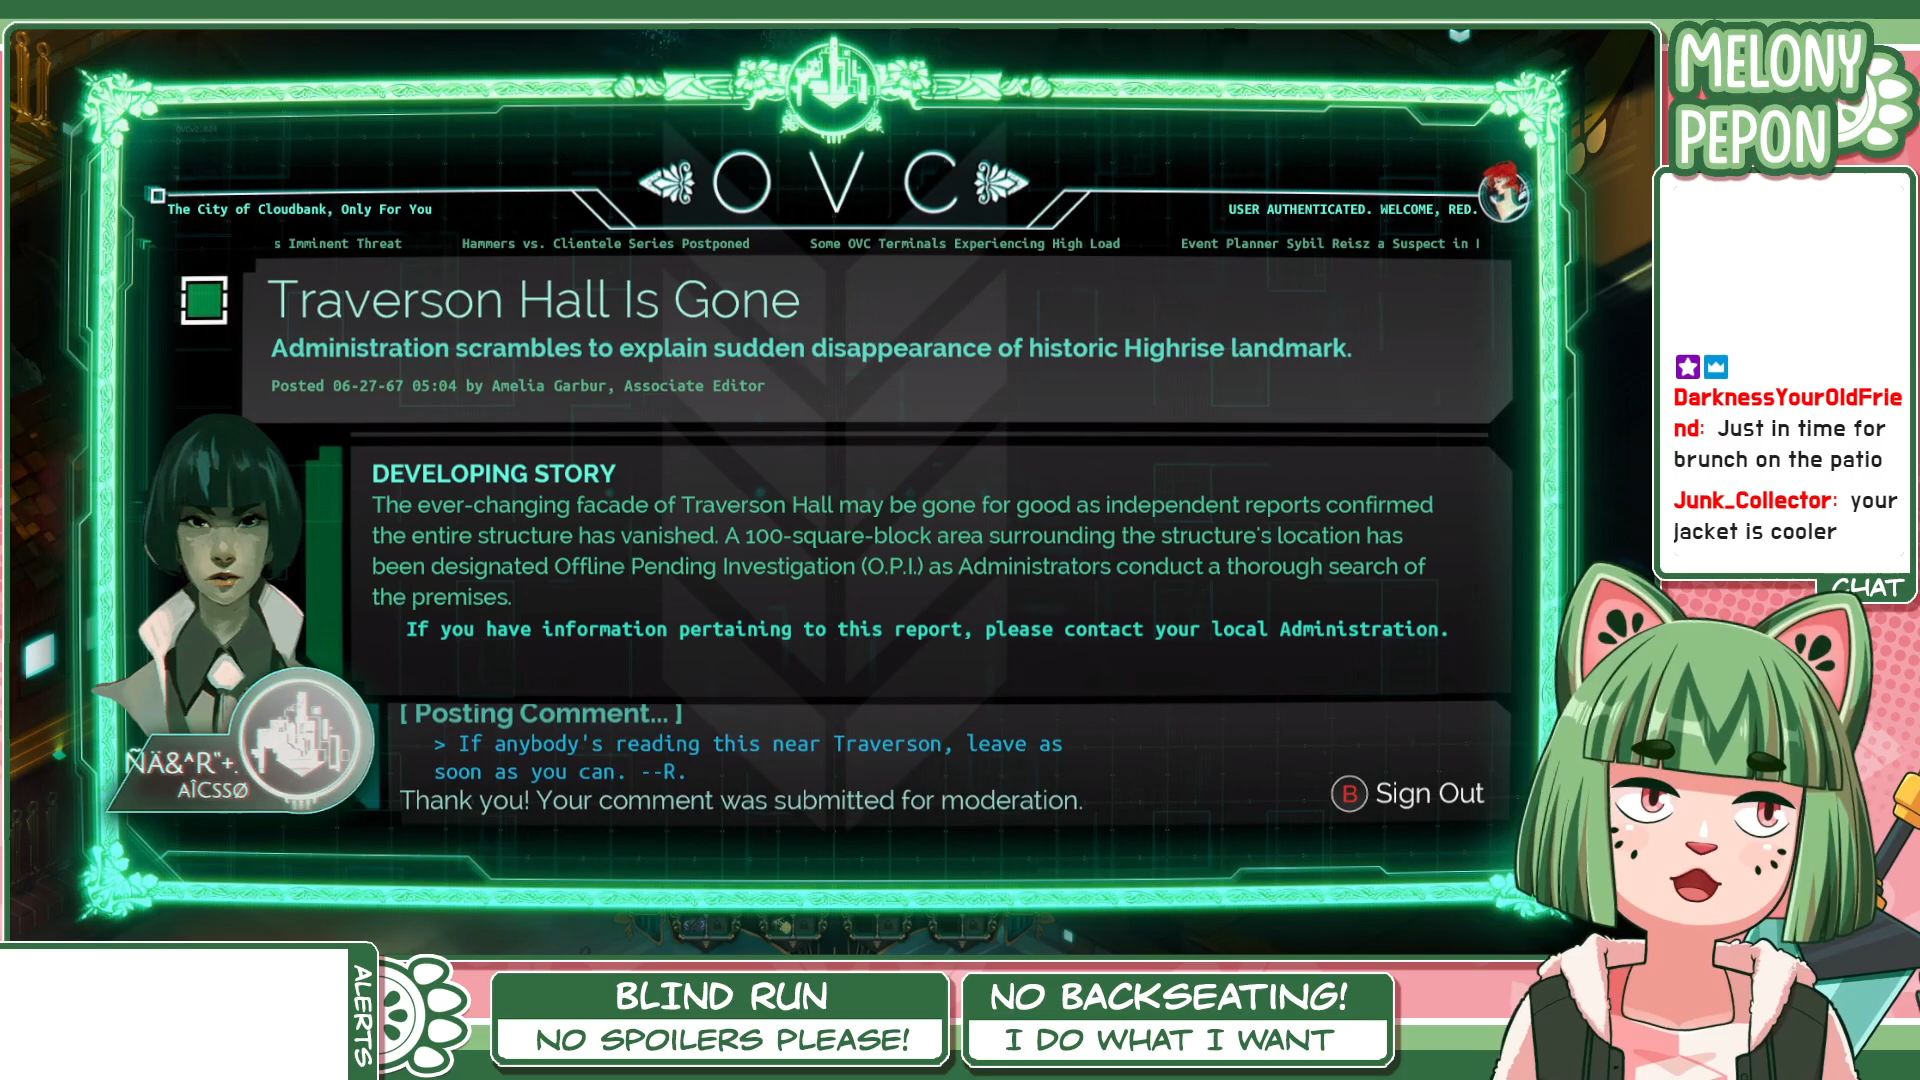 MELONY
PEPON
OVC
The City of Cloudbank, Only For You
USER AUTHENTICATED. WELCOME, RED.
s Imminent Threat
Hammers vs. Clientele Series Postponed
Some OVC Terminals Experiencing High Load
Event Planner Sybil Reisz a Suspect in
Traverson Hall Is Gone
Administration scrambles to explain sudden disappearance of historic Highrise landmark.
Posted 06-27-67 05:04 by Amelia Garbur, Associate Editor
DEVELOPING STORY
The ever-changing facade of Traverson Hall may be gone for good as independent reports confirmed
the entire structure has vanished. A 100-square-block area surrounding the structure's location has
been designated Offline Pending Investigation (O.P.I.) as Administrators conduct a thorough search of
the premises.
If you have information pertaining to this report, please contact your local Administration.
[ Posting Comment... ]
> If anybody's reading this near Traverson, leave as
soon as you can. --R.
Thank you! Your comment was submitted for moderation.
B Sign Out
ÑÄ&^R"+.
AÎCSSØ
DarknessYourOldFrie
nd: Just in time for
brunch on the patio
Junk_Collector: your
jacket is cooler
CHAT
ALERTS
BLIND RUN
NO SPOILERS PLEASE!
NO BACKSEATING!
I DO WHAT I WANT